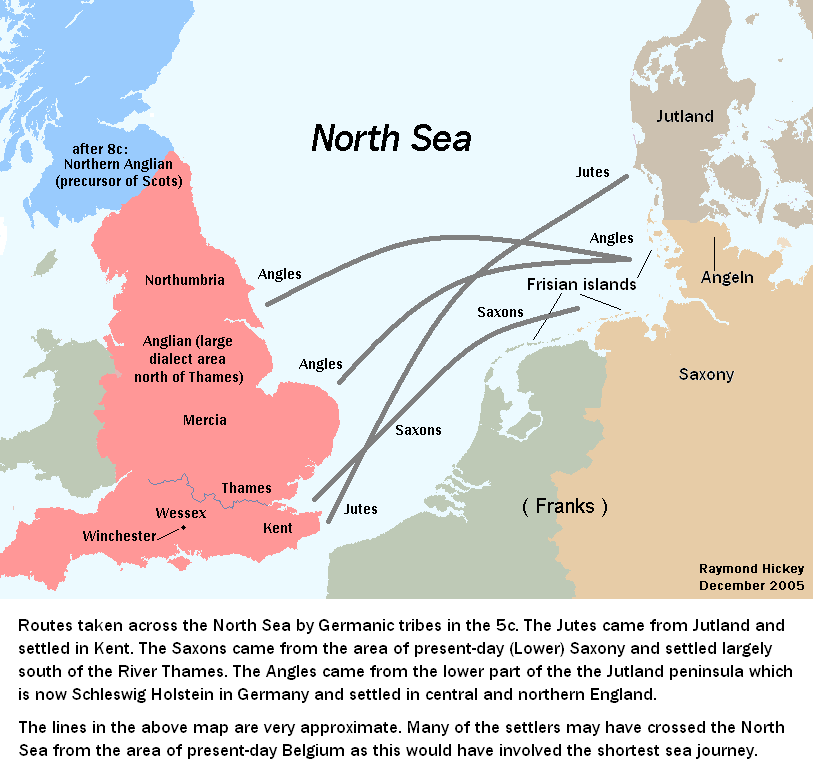 North Sea
Jutland
after 8c:
Northern Anglian
(precursor of Scots)
Jutes
Angles
Angles
Northumbria
Frisian islands
Angeln
Saxons
Anglian (large
dialect area
north of Thames)
Angles
Saxony
Mercia
Saxons
Thames
Wessex
Jutes
( Franks )
Kent
Winchester
Raymond Hickey
December 2005
Routes taken across the North Sea by Germanic tribes in the 5c. The Jutes came from Jutland and
settled in Kent. The Saxons came from the area of present-day (Lower) Saxony and settled largely
south of the River Thames. The Angles came from the lower part of the the Jutland peninsula which
is now Schleswig Holstein in Germany and settled in central and northern England.
The lines in the above map are very approximate. Many of the settlers may have crossed the North
Sea from the area of present-day Belgium as this would have involved the shortest sea journey.